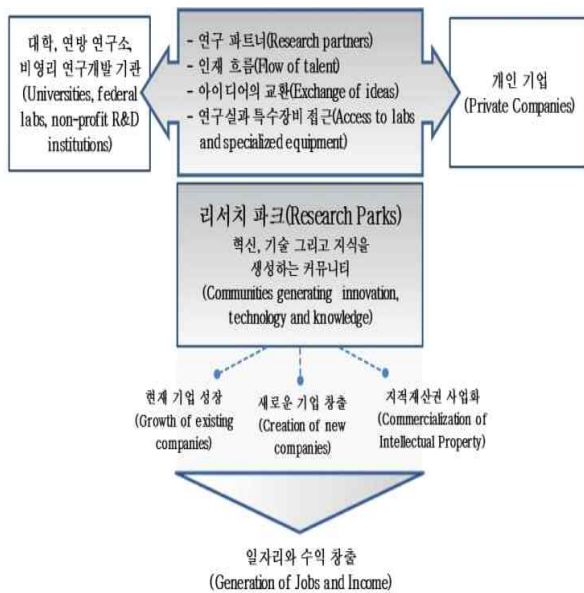 대학, 연방 연구소,
비영리 연구개발 기관
(Universities, federal
labs, non-profit R&D
institutions)
- 연구 파트너(Research partners)
- 인재 흐름(Flow of talent)
- 아이디어의 교환(Exchange of ideas)
- 연구실과 특수장비 접근(Access to labs
and specialized equipment)
개인 기업
(Private Companies)
리서치 파크(Research Parks)
혁신, 기술 그리고 지식을
생성하는 커뮤니티
(Communities generating innovation,
technology and knowledge)
현재 기업 성장
(Growth of existing
companies)
새로운 기업 창출
(Creation of new
companies)
지적재산권 사업화
(Commercialization of
Intellectual Property)
일자리와 수익 창출
(Generation of Jobs and Income)